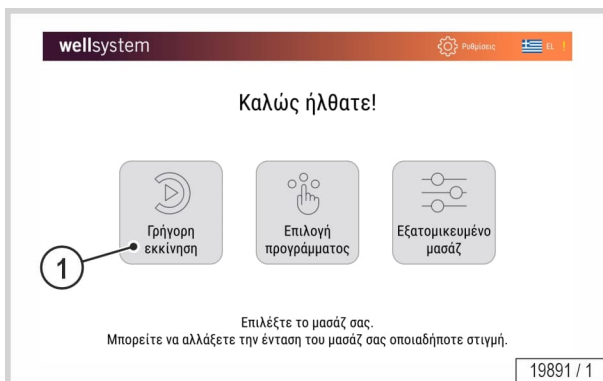 wellsystem
Ρυθμίσεις
EL !
Καλώς ήλθατε!
Γρήγορη
εκκίνηση
Επιλογή
προγράμματος
Εξατομικευμένο
μασάζ
1
Επιλέξτε το μασάζ σας.
Μπορείτε να αλλάξετε την ένταση του μασάζ σας οποιαδήποτε στιγμή.
19891 / 1